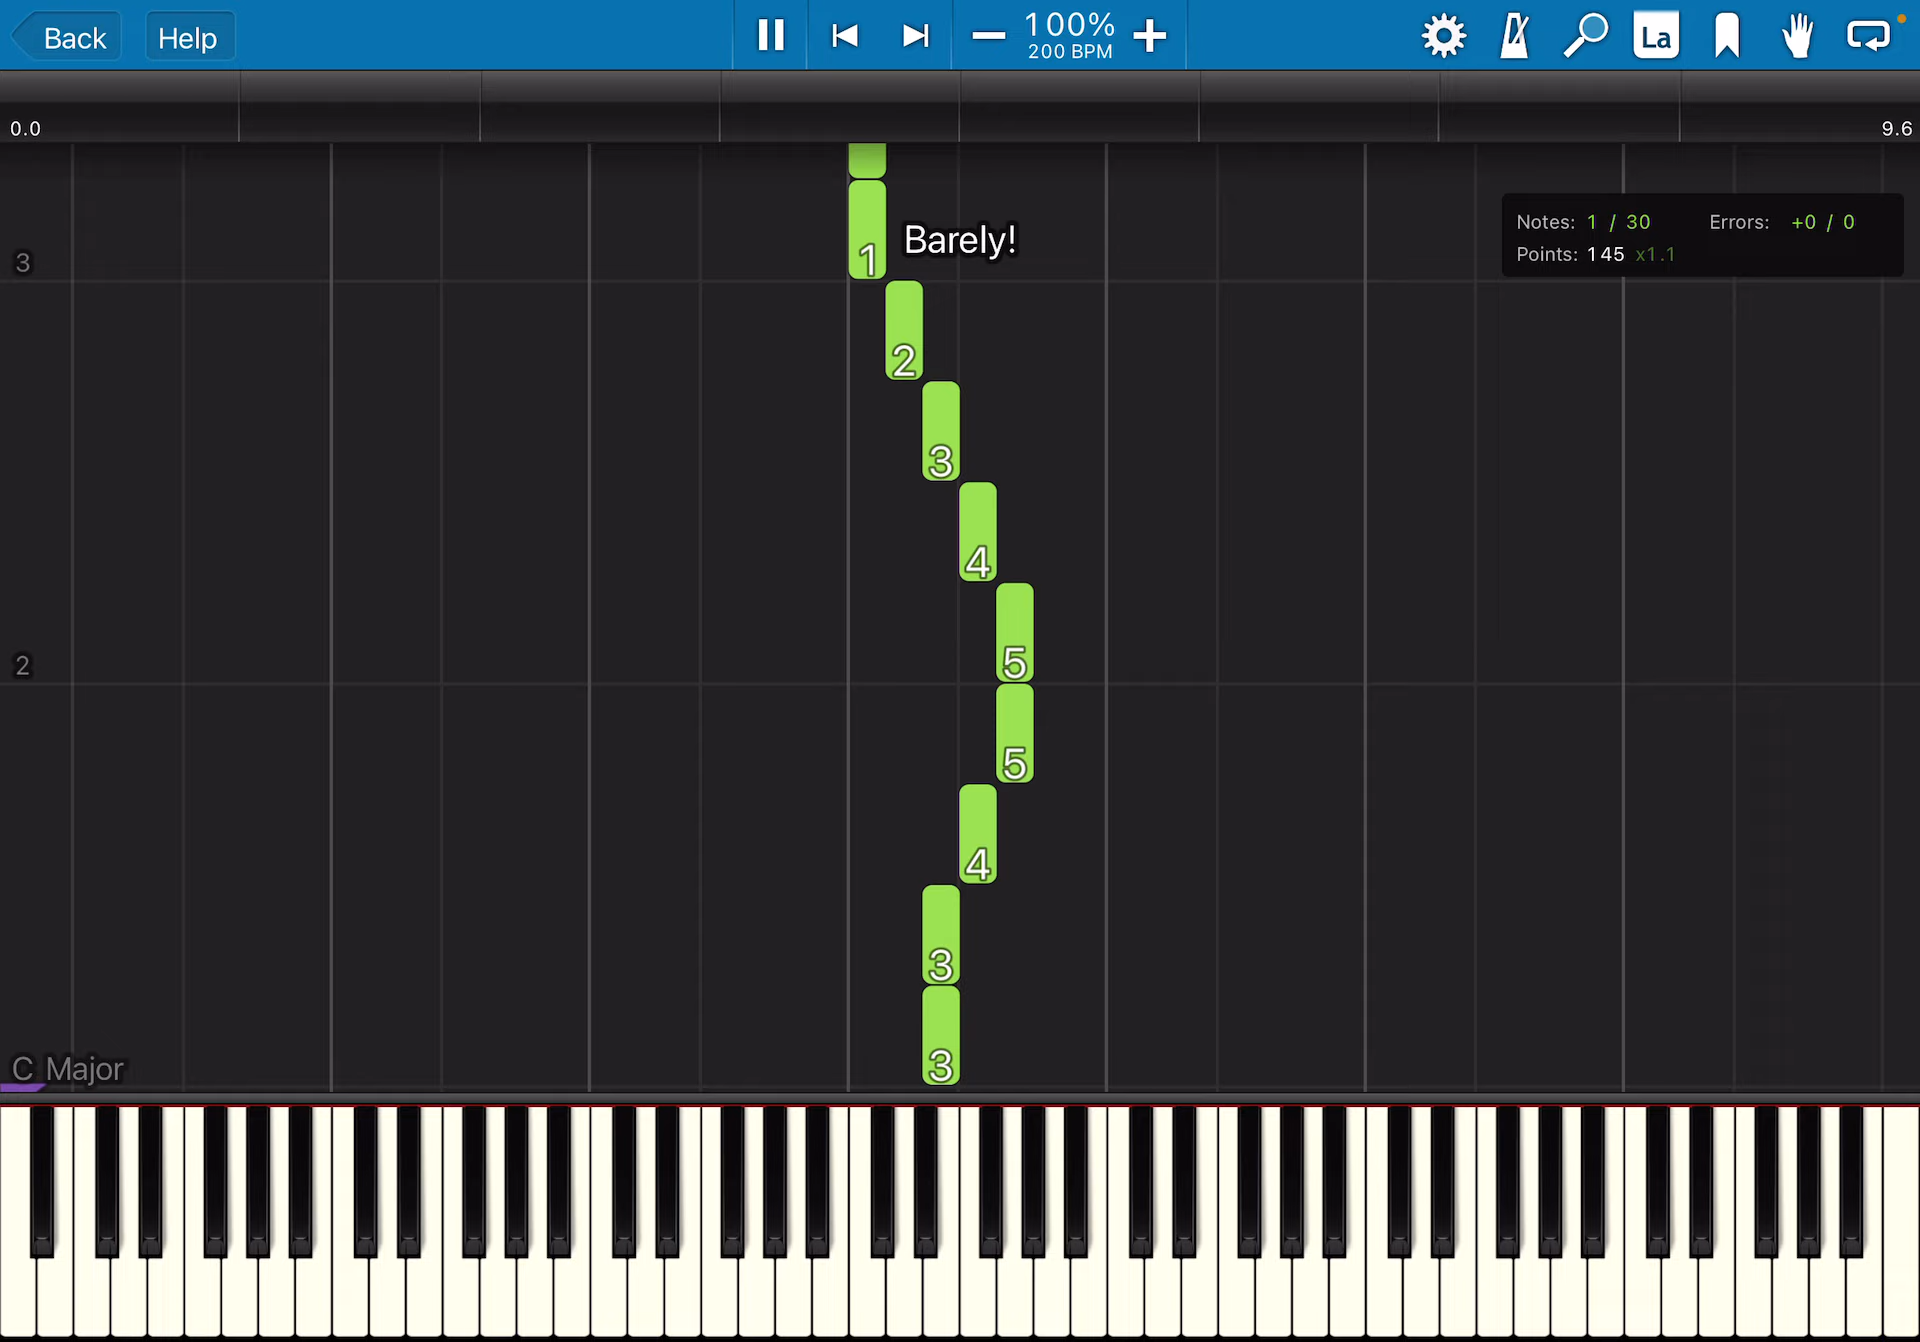 Back
Help
100%
200 BPM
La
0.0
9.6
Notes: 1 / 30 Errors: +0 / 0
Points: 145 x1.1
1
Barely!
3
2
3
4
5
2
5
4
3
3
C Major